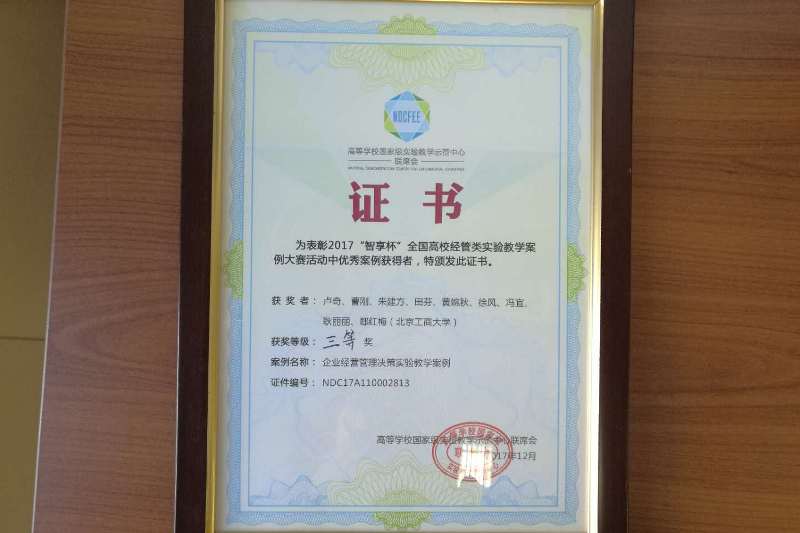 NDCFEE
高等学校国家级实验教学示范中心
联席会
证书
为表彰2017“智享杯”全国高校经管类实验教学案
例大赛活动中优秀案例获得者，特颁发此证书。
获奖者：卢奇、曹刚、朱建方、田芬、黄婉秋、徐风、冯宜、
耿丽丽、郄红梅（北京工商大学）
获奖等级：三等奖
案例名称：企业经营管理决策实验教学案例
证件编号：NDC17A110002813
高等学校国家级实验教学示范中心联席会
2017年12月